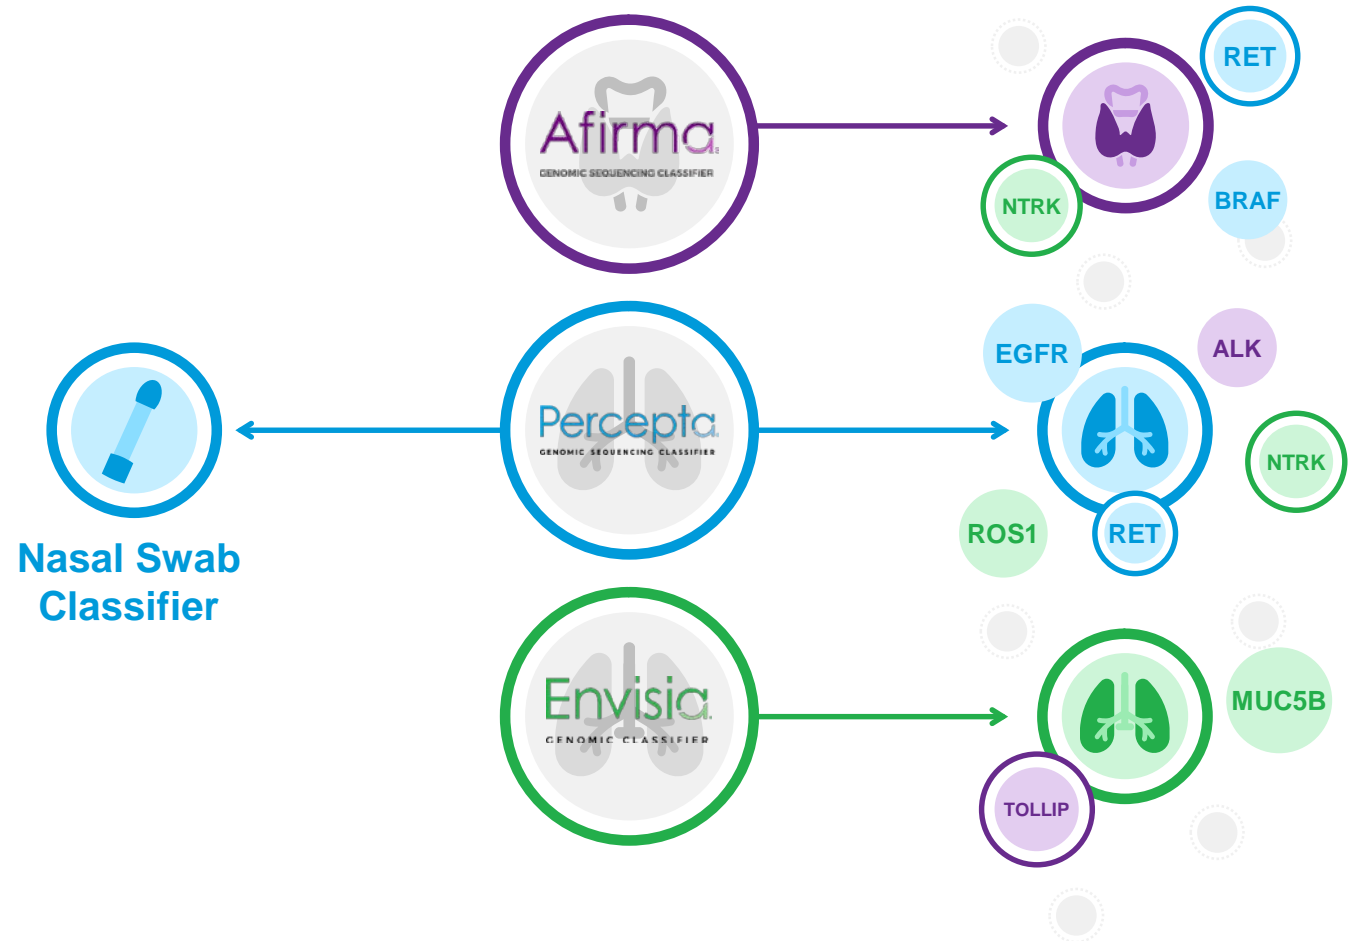 Afirma
GENOMIC SEQUENCING CLASSIFIER
RET
NTRK
BRAF
Percepta
GENOMIC SEQUENCING CLASSIFIER
EGFR
ALK
NTRK
ROS1
RET
Nasal Swab
Classifier
Envisia
GENOMIC CLASSIFIER
MUC5B
TOLLIP